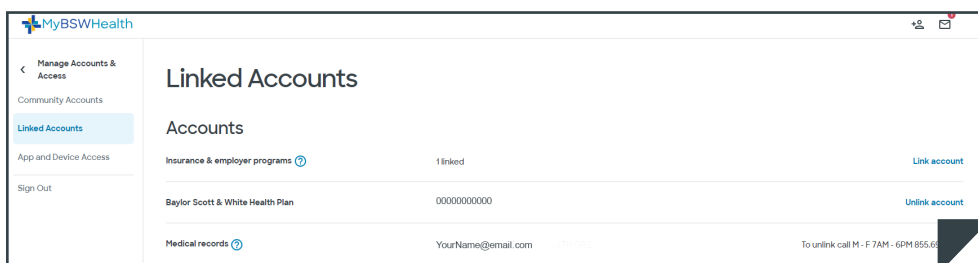 MyBSWHealth
Manage Accounts &
Access
Community Accounts
Linked Accounts
App and Device Access
Sign Out
Linked Accounts
Accounts
Insurance & employer programs ? 1 linked Link account
Baylor Scott & White Health Plan 00000000000 Unlink account
Medical records ? YourName@email.com To unlink call M - F 7AM - 6PM